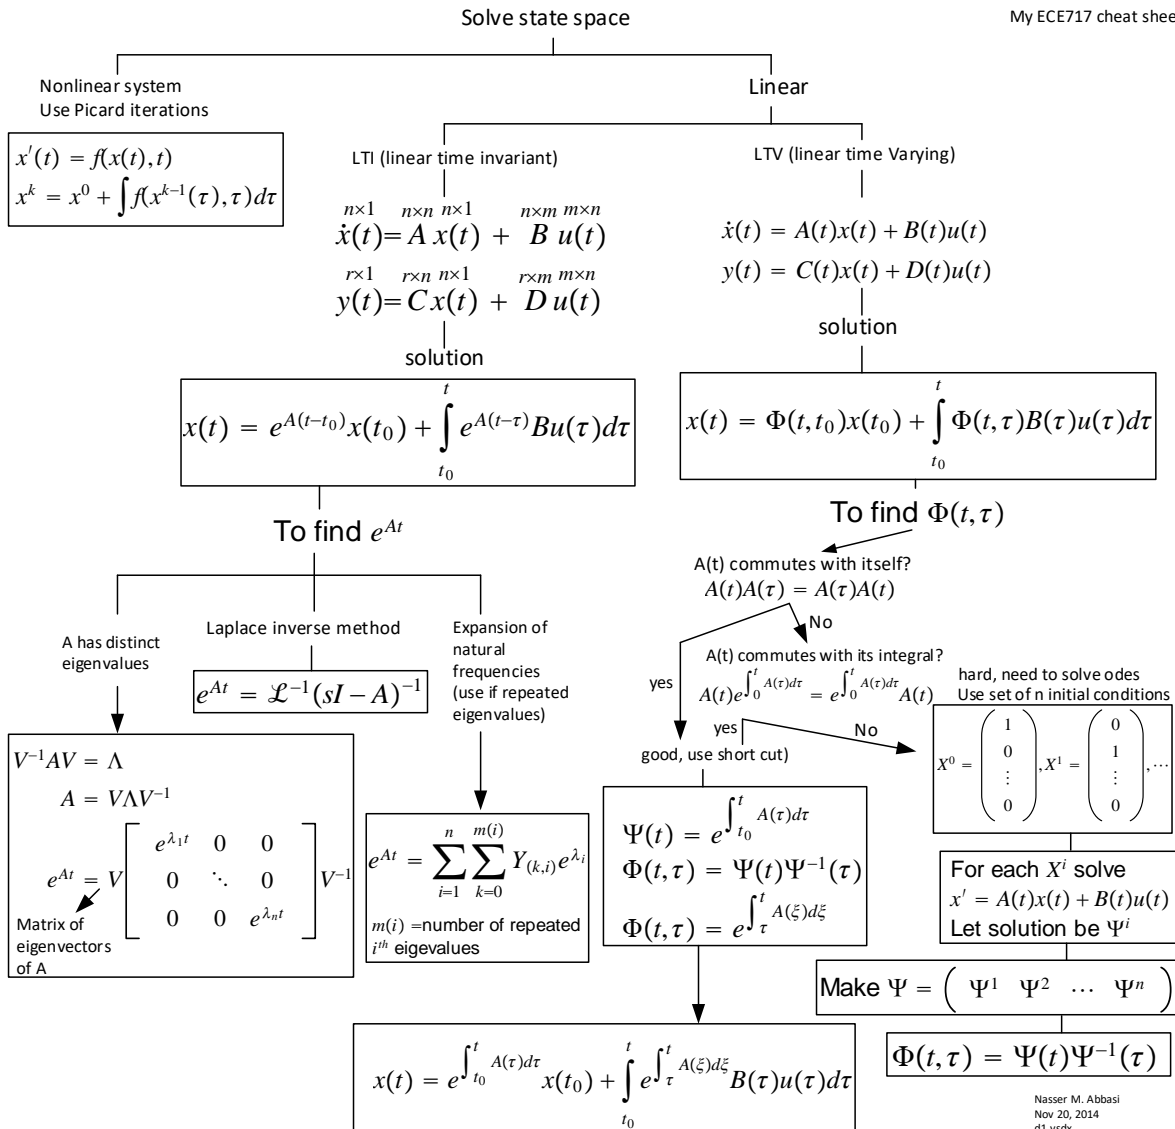 Solve state space
My ECE717 cheat shee
Nonlinear system
Use Picard iterations
x′(t) = f(x(t), t)
x^k = x^0 + ∫ f(x^{k−1}(τ), τ)dτ
Linear
LTI (linear time invariant)
n×1 n×n n×1 n×m m×n
ẋ(t)= A x(t) + B u(t)
r×1 r×n n×1 r×m m×n
y(t)= C x(t) + D u(t)
solution
x(t) = e^{A(t−t_0)}x(t_0) + ∫_{t_0}^{t} e^{A(t−τ)}Bu(τ)dτ
To find e^{At}
A has distinct
eigenvalues
V^{−1}AV = Λ
A = VΛV^{−1}
e^{At} = V [ e^{λ_1t} 0 0
0 ⋱ 0
0 0 e^{λ_nt} ] V^{−1}
Matrix of
eigenvectors
of A
Laplace inverse method
e^{At} = ℒ^{−1}(sI − A)^{−1}
Expansion of
natural
frequencies
(use if repeated
eigenvalues)
e^{At} = ∑_{i=1}^{n} ∑_{k=0}^{m(i)} Y_{(k,i)}e^{λ_i}
m(i) =number of repeated
i^{th} eigevalues
LTV (linear time Varying)
ẋ(t) = A(t)x(t) + B(t)u(t)
y(t) = C(t)x(t) + D(t)u(t)
solution
x(t) = Φ(t, t_0)x(t_0) + ∫_{t_0}^{t} Φ(t, τ)B(τ)u(τ)dτ
To find Φ(t, τ)
A(t) commutes with itself?
A(t)A(τ) = A(τ)A(t)
No
A(t) commutes with its integral?
A(t)e^{∫_0^t A(τ)dτ} = e^{∫_0^t A(τ)dτ}A(t)
yes
yes
No
good, use short cut)
Ψ(t) = e^{∫_{t_0}^t A(τ)dτ}
Φ(t, τ) = Ψ(t)Ψ^{−1}(τ)
Φ(t, τ) = e^{∫_τ^t A(ξ)dξ}
x(t) = e^{∫_{t_0}^t A(τ)dτ}x(t_0) + ∫_{t_0}^{t} e^{∫_τ^t A(ξ)dξ}B(τ)u(τ)dτ
hard, need to solve odes
Use set of n initial conditions
X^0 = ( 1 0 ⋮ 0 ), X^1 = ( 0 1 ⋮ 0 ), ⋯
For each X^i solve
x′ = A(t)x(t) + B(t)u(t)
Let solution be Ψ^i
Make Ψ = ( Ψ^1 Ψ^2 ⋯ Ψ^n )
Φ(t, τ) = Ψ(t)Ψ^{−1}(τ)
Nasser M. Abbasi
Nov 20, 2014
d1.vsdx